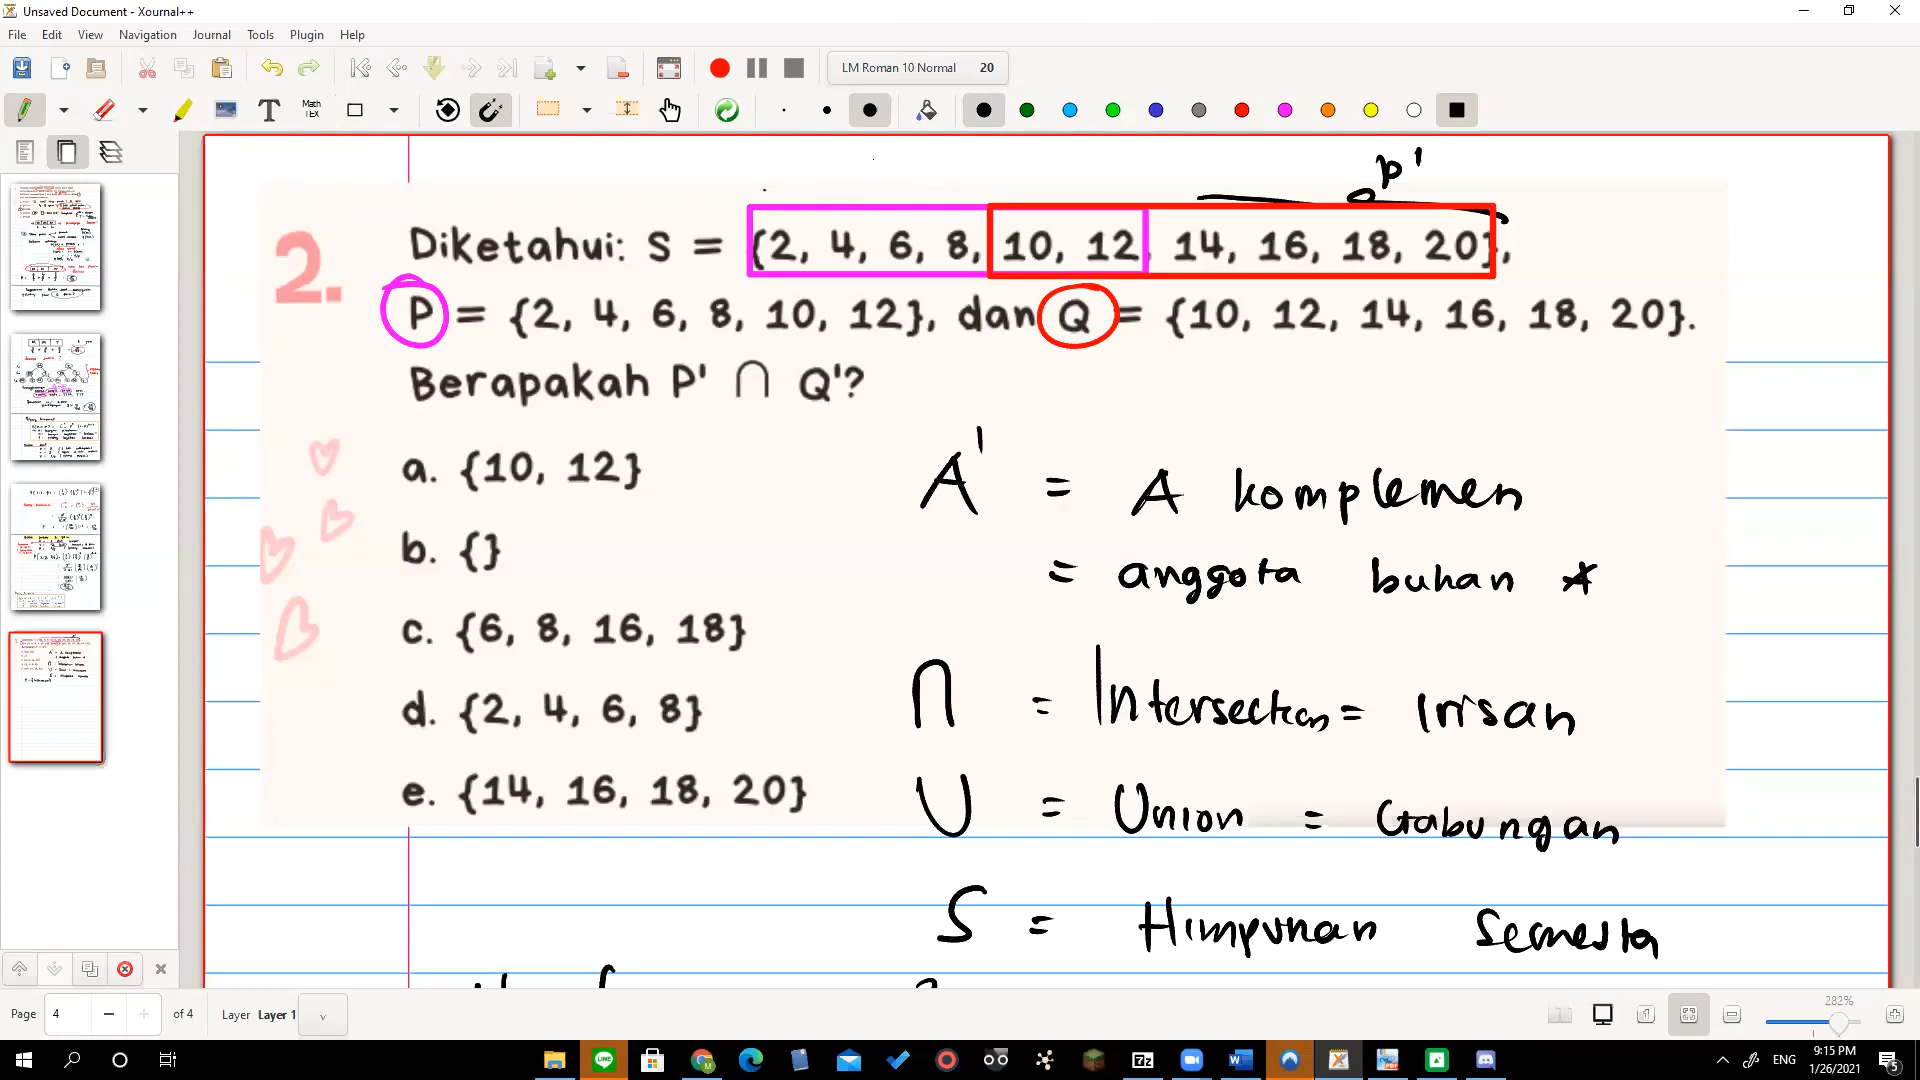 Unsaved Document - Xournal++
File Edit View Navigation Journal Tools Plugin Help
LM Roman 10 Normal 20
Math
TEX
P'
2. Diketahui: S = {2, 4, 6, 8, 10, 12, 14, 16, 18, 20},
P = {2, 4, 6, 8, 10, 12}, dan Q = {10, 12, 14, 16, 18, 20}.
Berapakah P' ∩ Q'?
a. {10, 12}
b. {}
c. {6, 8, 16, 18}
d. {2, 4, 6, 8}
e. {14, 16, 18, 20}
A' = A komplemen
= anggota bukan A
∩ = Intersection = Irisan
U = Union = Gabungan
S = Himpunan Semesta
Page 4 of 4 Layer Layer 1
282%
ENG
9:15 PM
1/26/2021
5